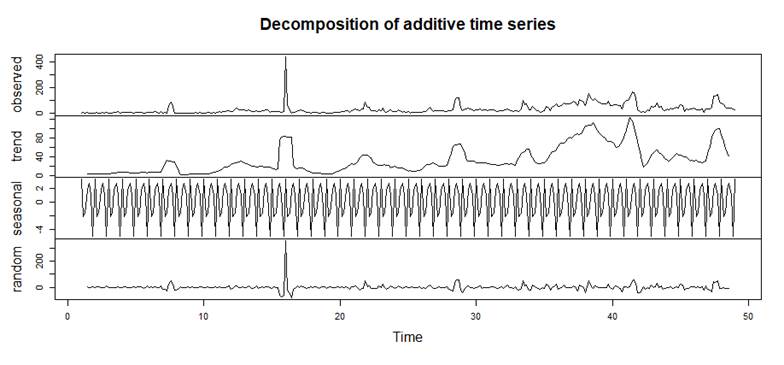 Decomposition of additive time series
observed
0 200 400
trend
0 40 80
seasonal
-4 0 2
random
0 200
0 10 20 30 40 50
Time